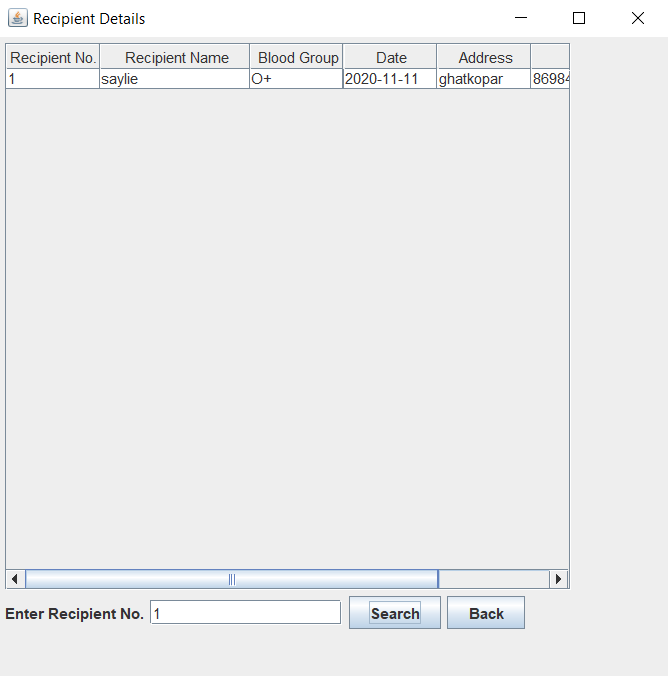 Recipient Details
Recipient No. Recipient Name Blood Group Date Address
1 saylie O+ 2020-11-11 ghatkopar 8698
Enter Recipient No. 1 Search Back